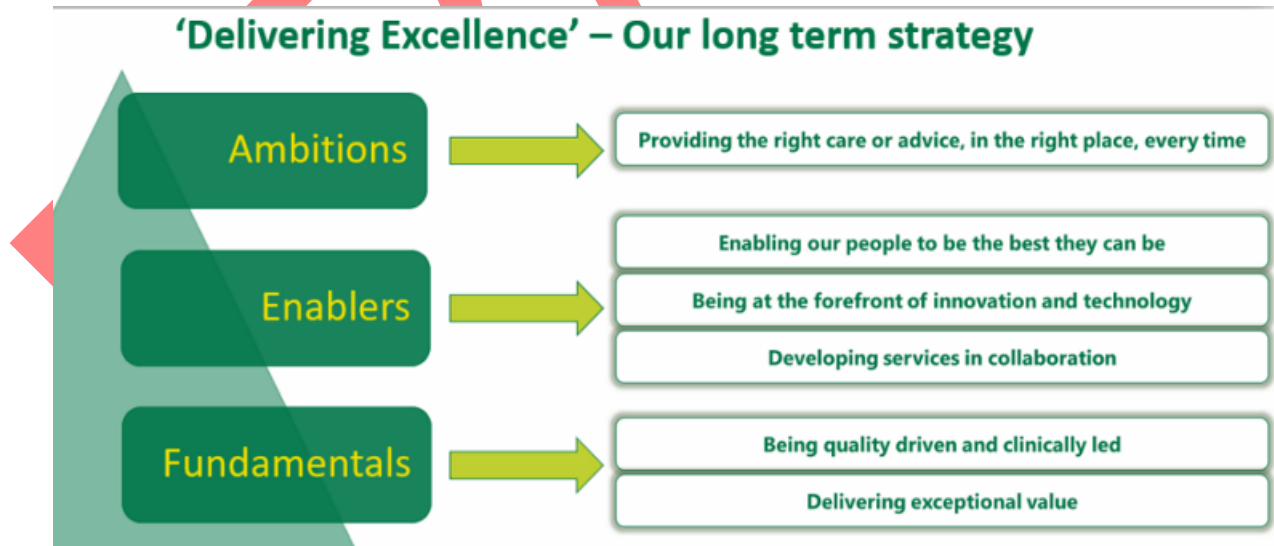 ‘Delivering Excellence’ – Our long term strategy
Ambitions
Providing the right care or advice, in the right place, every time
Enablers
Enabling our people to be the best they can be
Being at the forefront of innovation and technology
Developing services in collaboration
Fundamentals
Being quality driven and clinically led
Delivering exceptional value